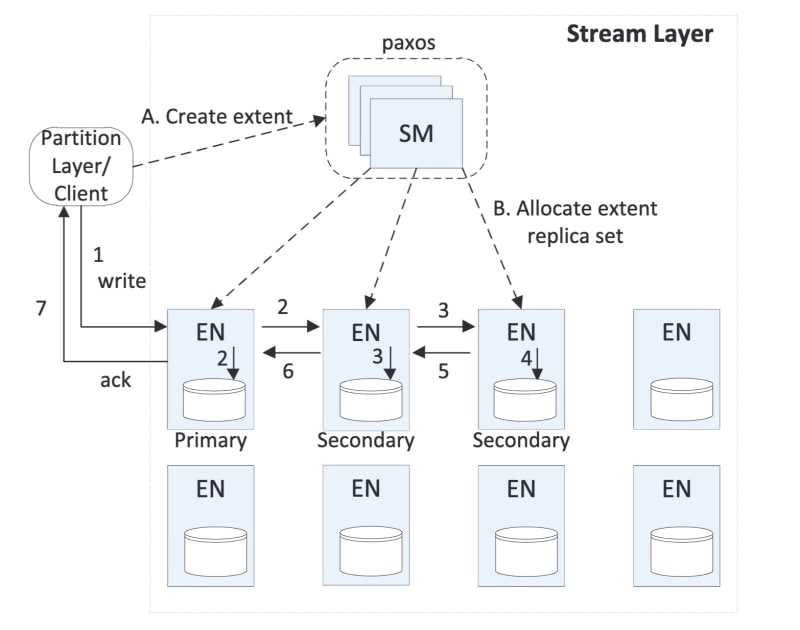 Stream Layer
paxos
A. Create extent
SM
Partition
Layer/
Client
B. Allocate extent
replica set
1
write
7
ack
2
3
6
5
EN
2
Primary
EN
3
Secondary
EN
4
Secondary
EN
EN
EN
EN
EN